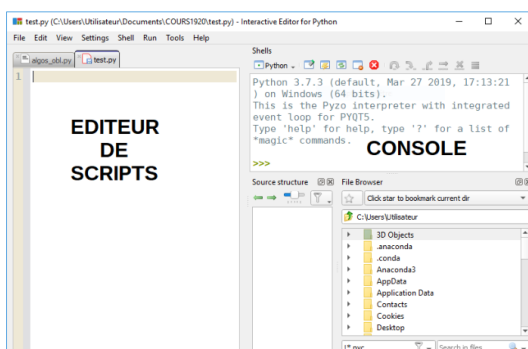 test.py (C:\Users\Utilisateur\Documents\COURS1920\test.py) - Interactive Editor for Python
File Edit View Settings Shell Run Tools Help
algos_obl.py
test.py
1
EDITEUR
DE
SCRIPTS
Shells
Python
Python 3.7.3 (default, Mar 27 2019, 17:13:21
) on Windows (64 bits).
This is the Pyzo interpreter with integrated
event loop for PYQT5.
Type 'help' for help, type '?' for a list of
*magic* commands.
CONSOLE
>>>
Source structure
File Browser
Click star to bookmark current dir
C:\Users\Utilisateur
3D Objects
.anaconda
.conda
Anaconda3
AppData
Application Data
Contacts
Cookies
Desktop
Search in files